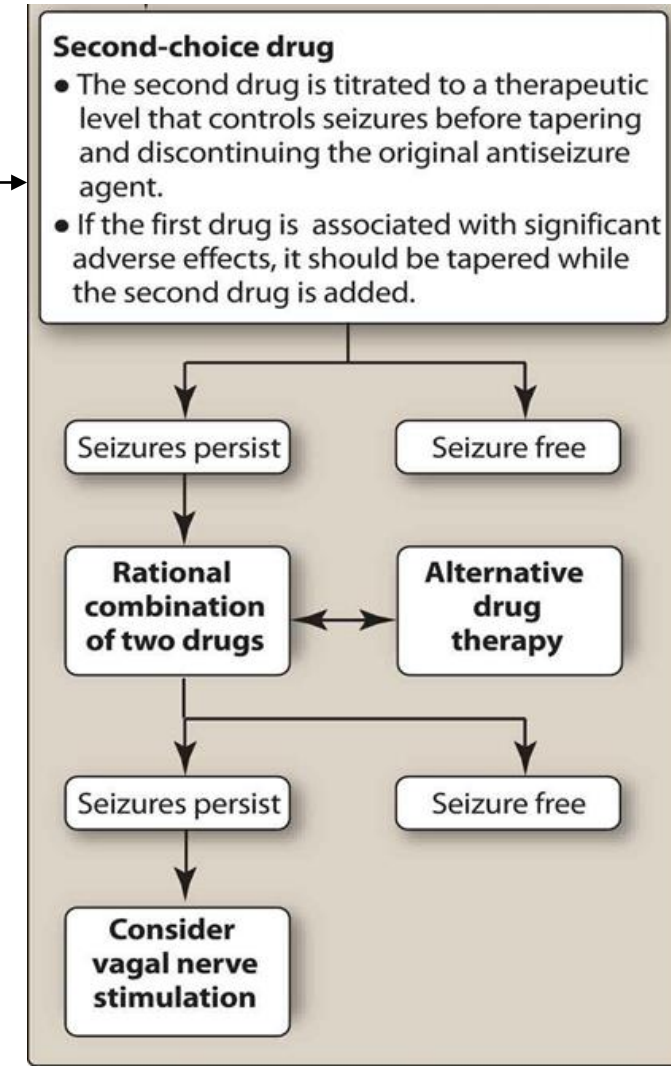 Second-choice drug
● The second drug is titrated to a therapeutic
level that controls seizures before tapering
and discontinuing the original antiseizure
agent.
● If the first drug is associated with significant
adverse effects, it should be tapered while
the second drug is added.
Seizures persist
Seizure free
Rational
combination
of two drugs
Alternative
drug
therapy
Seizures persist
Seizure free
Consider
vagal nerve
stimulation